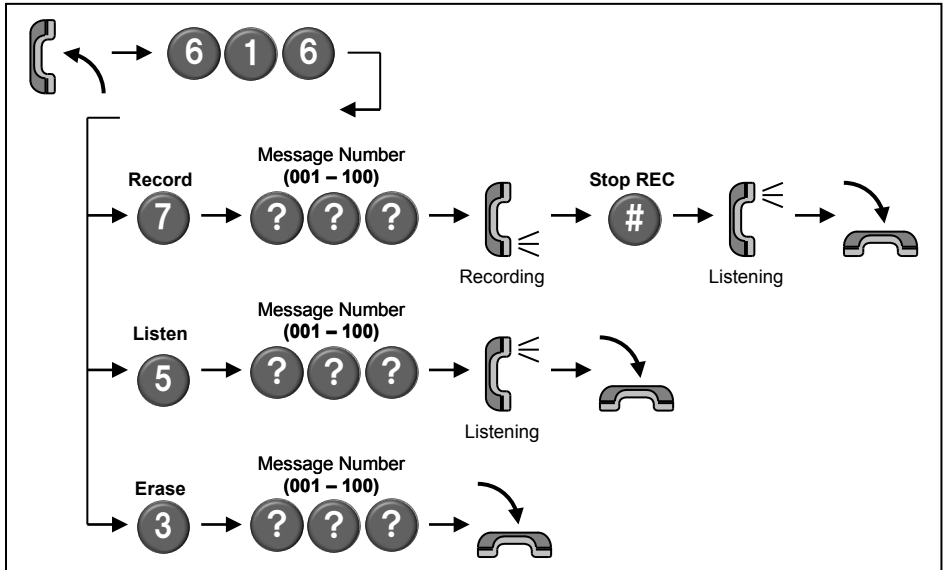 6 1 6
Message Number
(001 – 100)
Record
Stop REC
7 ? ? ? #
Recording
Listening
Message Number
(001 – 100)
Listen
5 ? ? ?
Listening
Message Number
(001 – 100)
Erase
3 ? ? ?